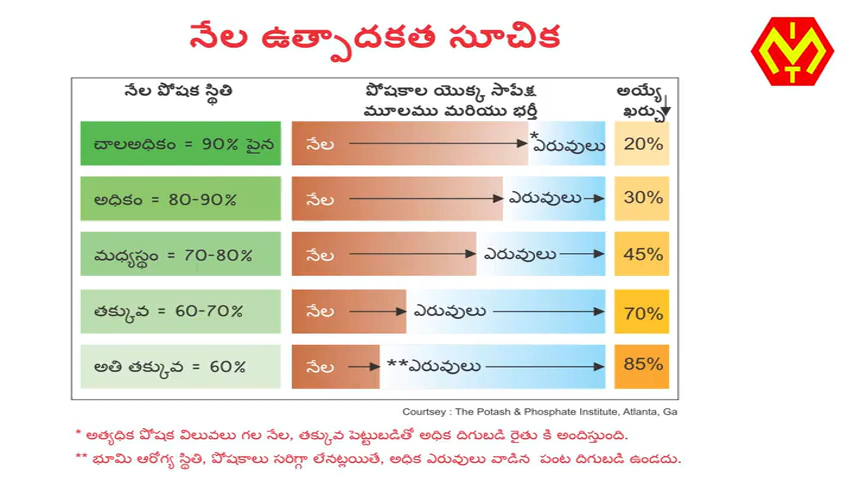 నేల ఉత్పాదకత సూచిక
IMT
నేల పోషక స్థితి
పోషకాల యొక్క సాపేక్ష
మూలము మరియు భర్తీ
అయ్యే
ఖర్చు
చాలఅధికం = 90% పైన
నేల
*ఎరువులు
20%
అధికం = 80-90%
నేల
ఎరువులు
30%
మధ్యస్థం = 70-80%
నేల
ఎరువులు
45%
తక్కువ = 60-70%
నేల
ఎరువులు
70%
అతి తక్కువ = 60%
నేల
**ఎరువులు
85%
Courtsey : The Potash & Phosphate Institute, Atlanta, Ga
* అత్యధిక పోషక విలువలు గల నేల, తక్కువ పెట్టుబడితో అధిక దిగుబడి రైతు కి అందిస్తుంది.
** భూమి ఆరోగ్య స్థితి, పోషకాలు సరిగ్గా లేనట్లయితే, అధిక ఎరువులు వాడిన పంట దిగుబడి ఉండదు.